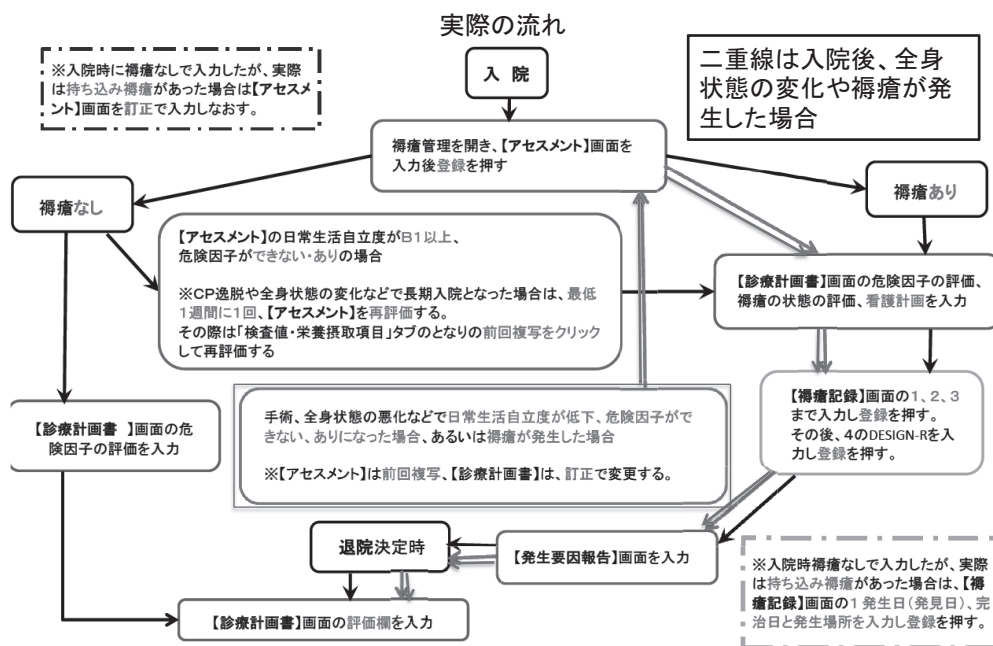 実際の流れ
※入院時に褥瘡なしで入力したが、実際
は持ち込み褥瘡があった場合は【アセスメ
ント】画面を訂正で入力しなおす。
入 院
二重線は入院後、全身
状態の変化や褥瘡が発
生した場合
褥瘡管理を開き、【アセスメント】画面を
入力後登録を押す
褥瘡なし
褥瘡あり
【アセスメント】の日常生活自立度がB1以上、
危険因子ができない・ありの場合
※CP逸脱や全身状態の変化などで長期入院となった場合は、最低
1週間に1回、【アセスメント】を再評価する。
その際は「検査値・栄養摂取項目」タブのとなりの前回複写をクリック
して再評価する
【診療計画書】画面の危険因子の評価、
褥瘡の状態の評価、看護計画を入力
【診療計画書 】画面の危
険因子の評価を入力
手術、全身状態の悪化などで日常生活自立度が低下、危険因子がで
きない、ありになった場合、あるいは褥瘡が発生した場合
※【アセスメント】は前回複写、【診療計画書】は、訂正で変更する。
【褥瘡記録】画面の1、2、3
まで入力し登録を押す。
その後、4のDESIGN-Rを入
力し登録を押す。
退院決定時
【発生要因報告】画面を入力
※入院時褥瘡なしで入力したが、実際
は持ち込み褥瘡があった場合は、【褥
瘡記録】画面の1 発生日(発見日)、完
治日と発生場所を入力し登録を押す。
【診療計画書】画面の評価欄を入力